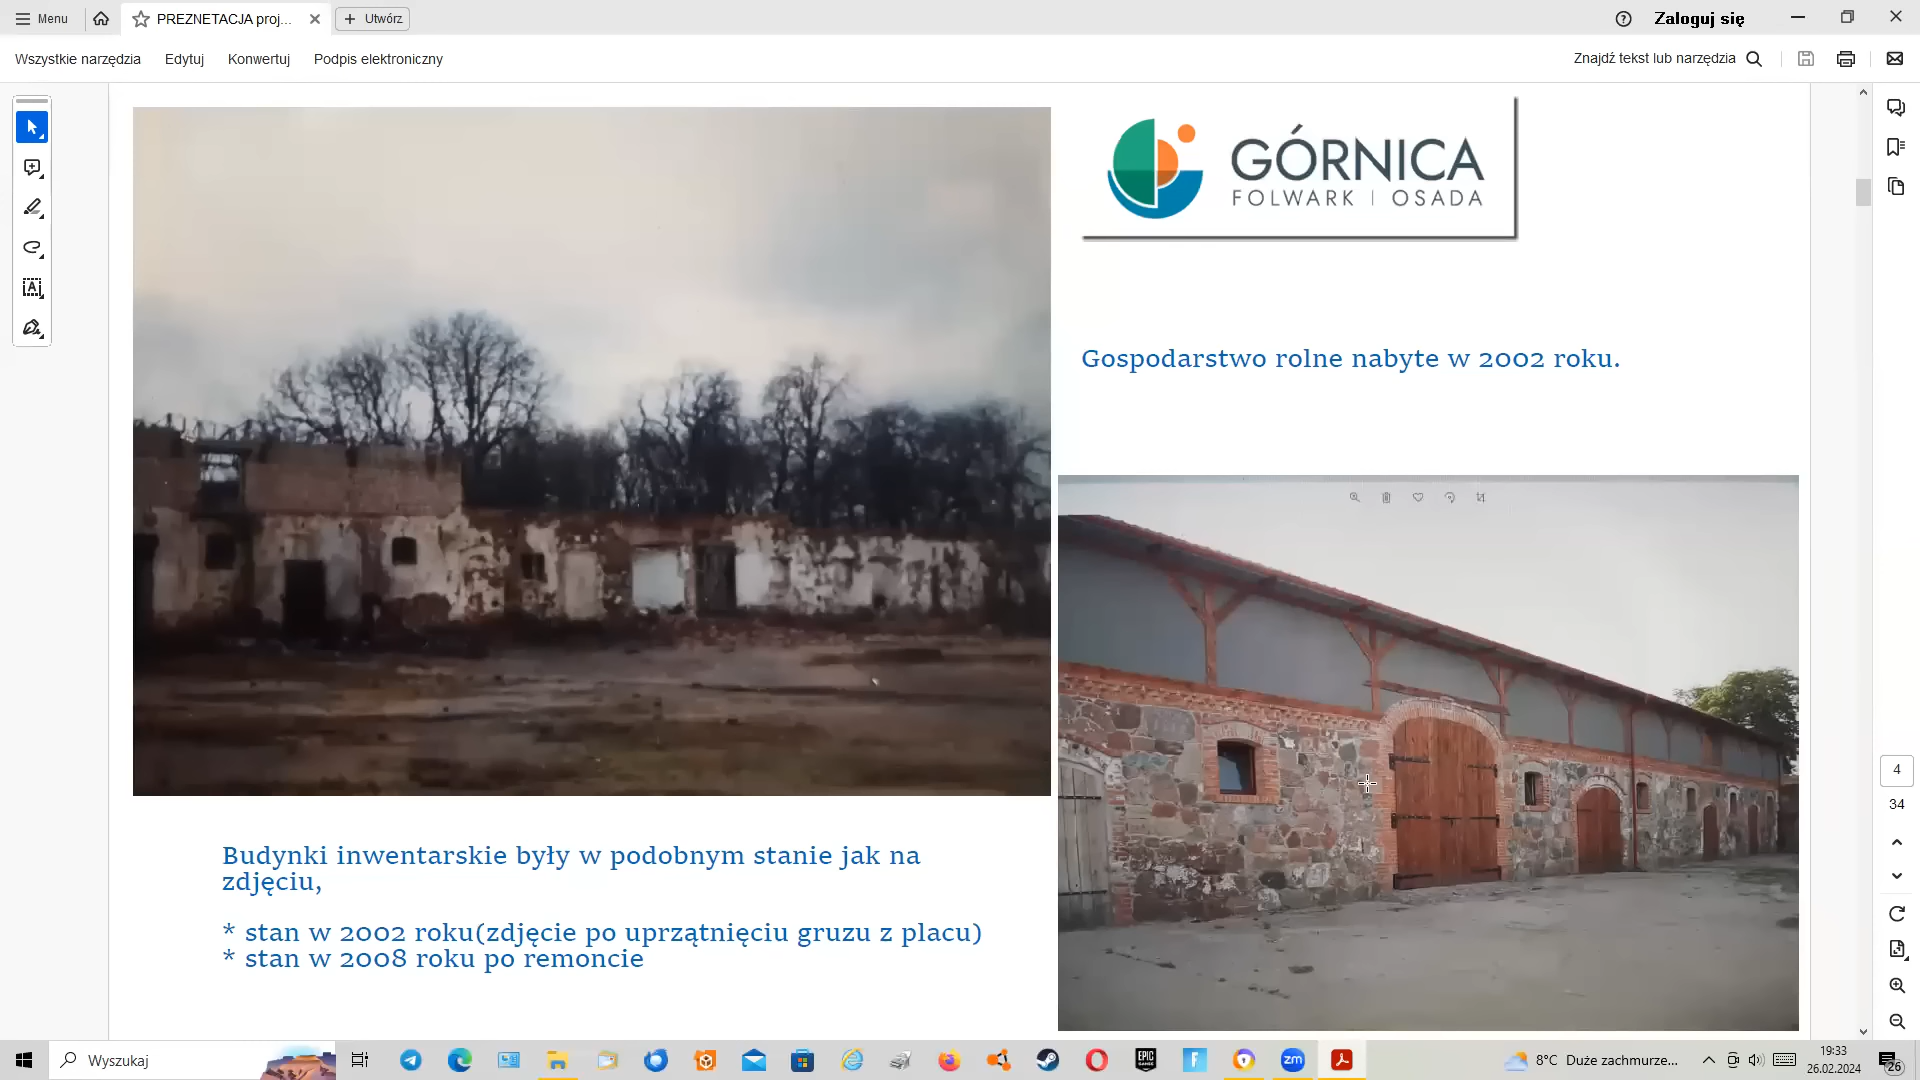 Menu
PREZNETACJA proj...
Utwórz
Zaloguj się
Wszystkie narzędzia
Edytuj
Konwertuj
Podpis elektroniczny
Znajdź tekst lub narzędzia
GÓRNICA
FOLWARK | OSADA
Gospodarstwo rolne nabyte w 2002 roku.
Budynki inwentarskie były w podobnym stanie jak na
zdjęciu,
* stan w 2002 roku(zdjęcie po uprzątnięciu gruzu z placu)
* stan w 2008 roku po remoncie
4
34
Wyszukaj
EPIC
GAMES
zm
8°C Duże zachmurze...
19:33
26.02.2024
26